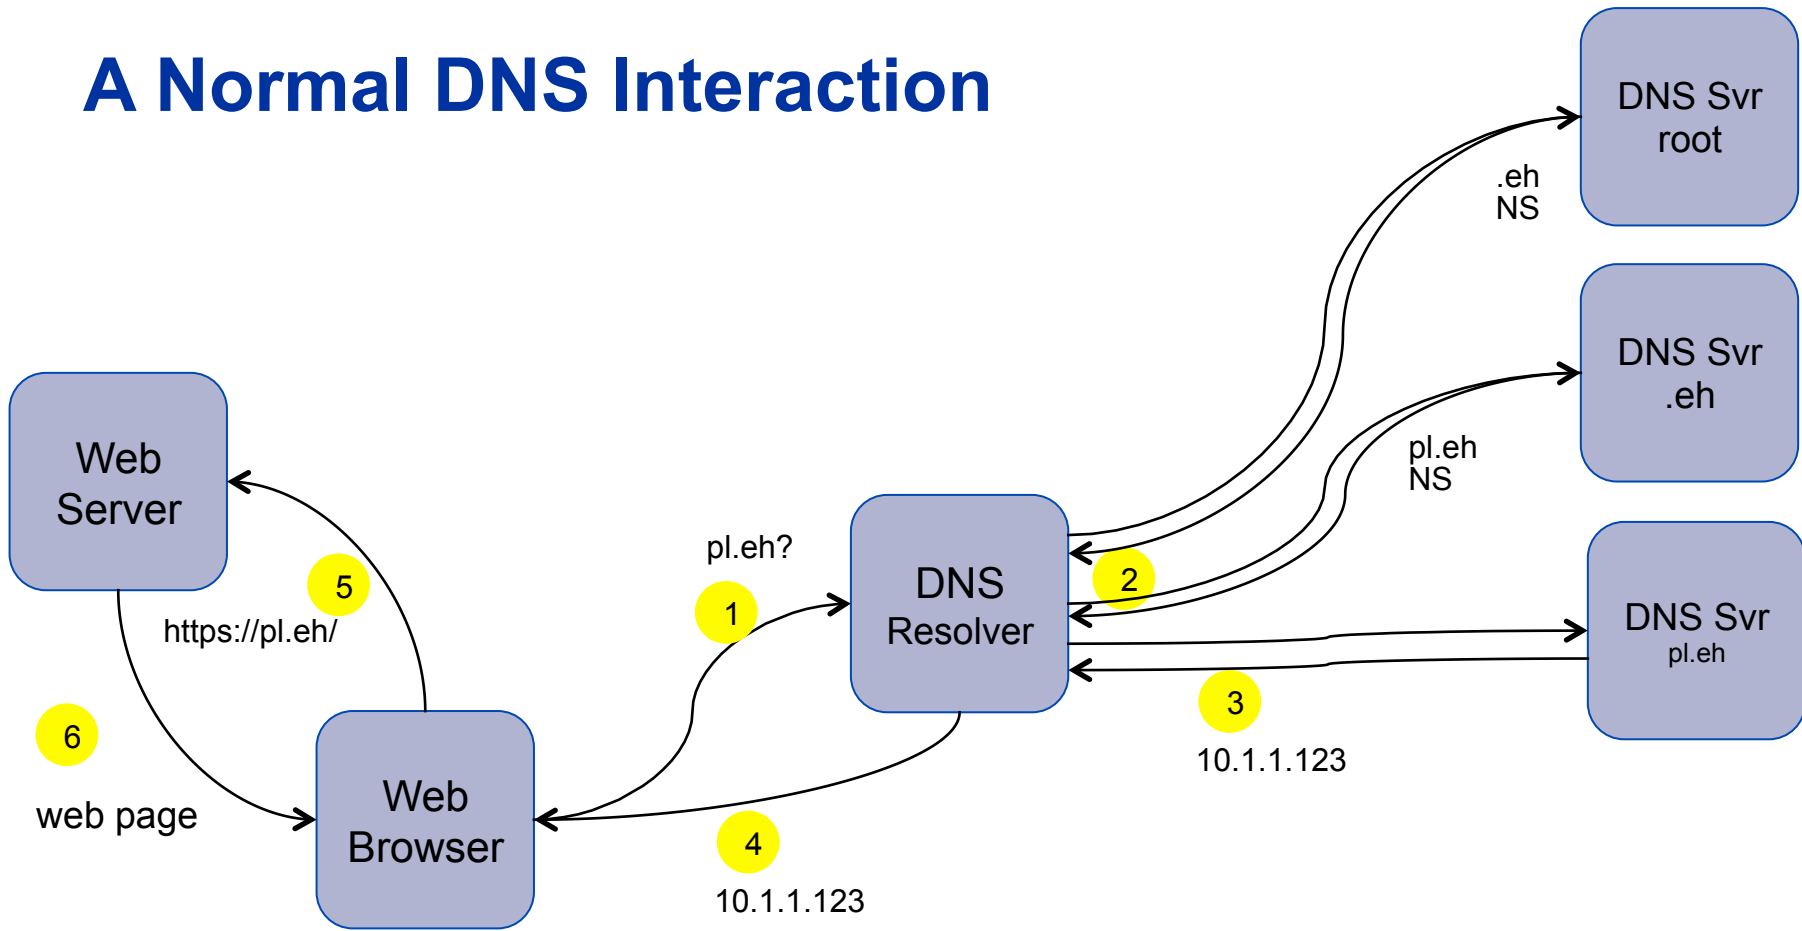 A Normal DNS Interaction
DNS Svr
root
.eh
NS
DNS Svr
.eh
pl.eh
NS
Web
Server
5
https://pl.eh/
pl.eh?
1
DNS
Resolver
2
DNS Svr
pl.eh
3
10.1.1.123
6
web page
Web
Browser
4
10.1.1.123